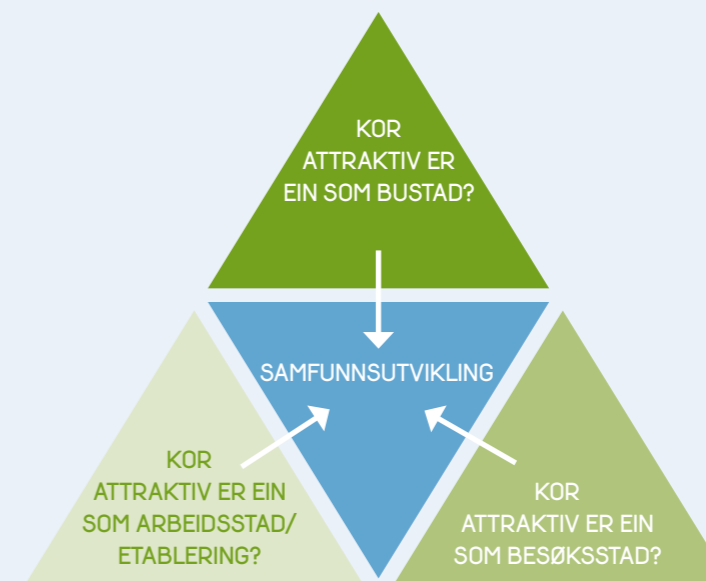 KOR
ATTRAKTIV ER
EIN SOM BUSTAD?
SAMFUNNSUTVIKLING
KOR
ATTRAKTIV ER EIN
SOM ARBEIDSSTAD/
ETABLERING?
KOR
ATTRAKTIV ER EIN
SOM BESØKSSTAD?